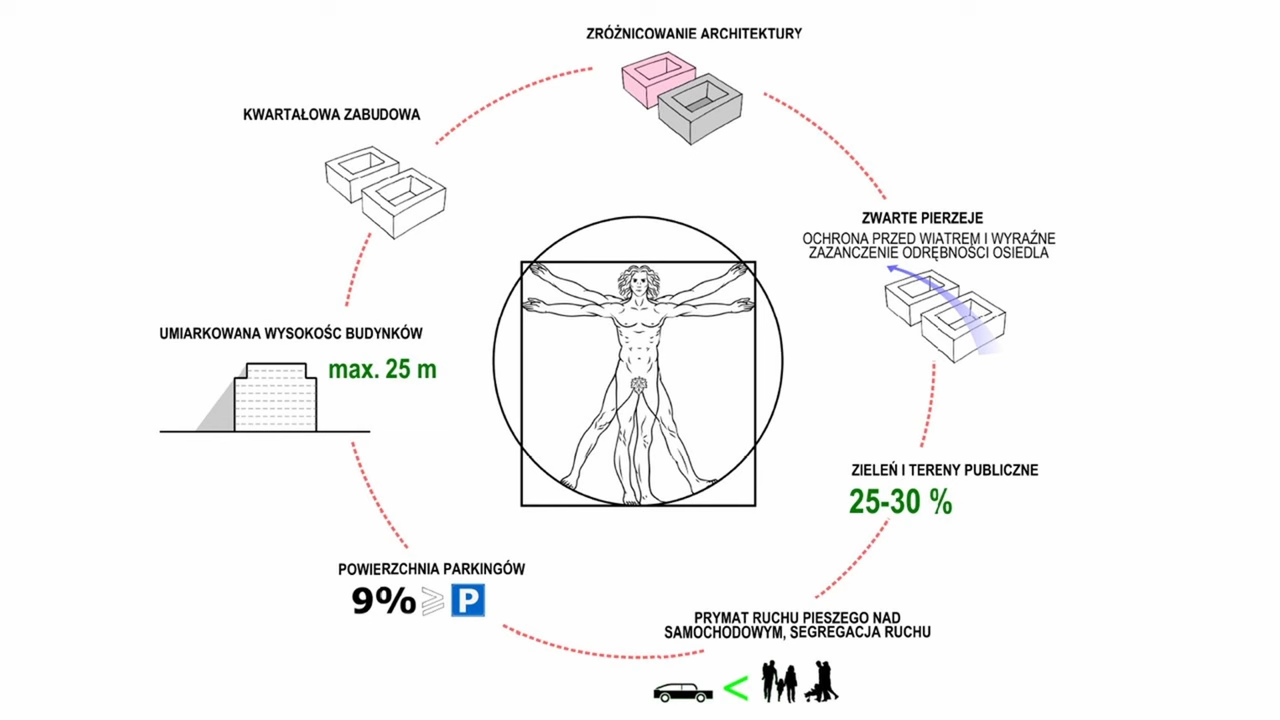 ZRÓŻNICOWANIE ARCHITEKTURY
KWARTAŁOWA ZABUDOWA
ZWARTE PIERZEJE
OCHRONA PRZED WIATREM I WYRAŹNE
ZAZANCZENIE ODRĘBNOŚCI OSIEDLA
UMIARKOWANA WYSOKOŚC BUDYNKÓW
max. 25 m
ZIELEŃ I TERENY PUBLICZNE
25-30 %
POWIERZCHNIA PARKINGÓW
9% ⩾ P
PRYMAT RUCHU PIESZEGO NAD
SAMOCHODOWYM, SEGREGACJA RUCHU
<